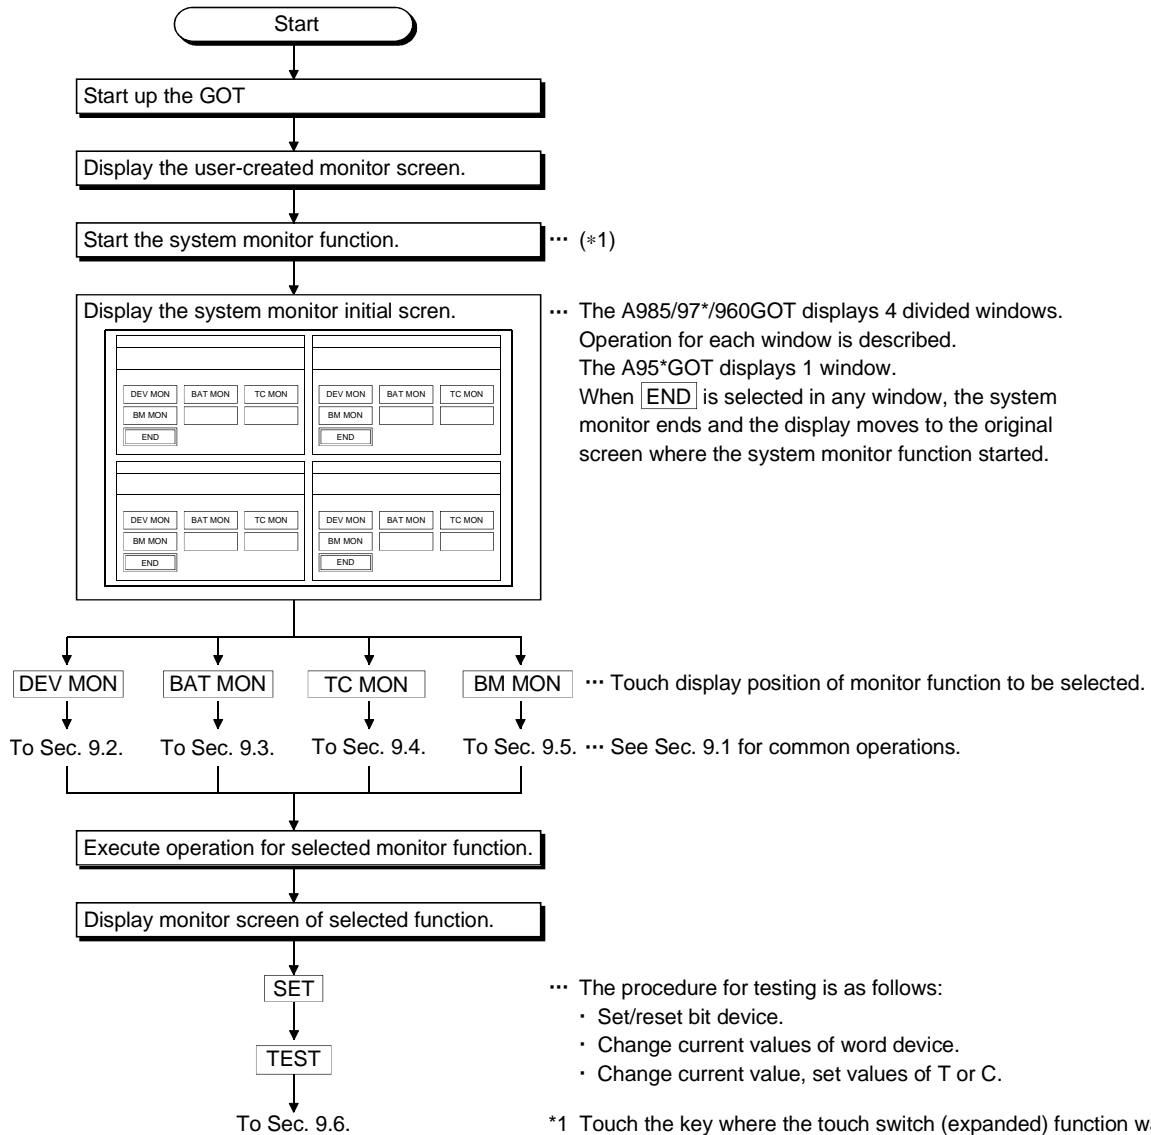 Start
Start up the GOT
Display the user-created monitor screen.
Start the system monitor function.
··· (*1)
Display the system monitor initial scren.
DEV MON BAT MON TC MON
BM MON
END
DEV MON BAT MON TC MON
BM MON
END
DEV MON BAT MON TC MON
BM MON
END
DEV MON BAT MON TC MON
BM MON
END
··· The A985/97*/960GOT displays 4 divided windows.
Operation for each window is described.
The A95*GOT displays 1 window.
When END is selected in any window, the system
monitor ends and the display moves to the original
screen where the system monitor function started.
DEV MON BAT MON TC MON BM MON ··· Touch display position of monitor function to be selected.
To Sec. 9.2. To Sec. 9.3. To Sec. 9.4. To Sec. 9.5. ··· See Sec. 9.1 for common operations.
Execute operation for selected monitor function.
Display monitor screen of selected function.
SET
TEST
To Sec. 9.6.
··· The procedure for testing is as follows:
· Set/reset bit device.
· Change current values of word device.
· Change current value, set values of T or C.
*1 Touch the key where the touch switch (expanded) function